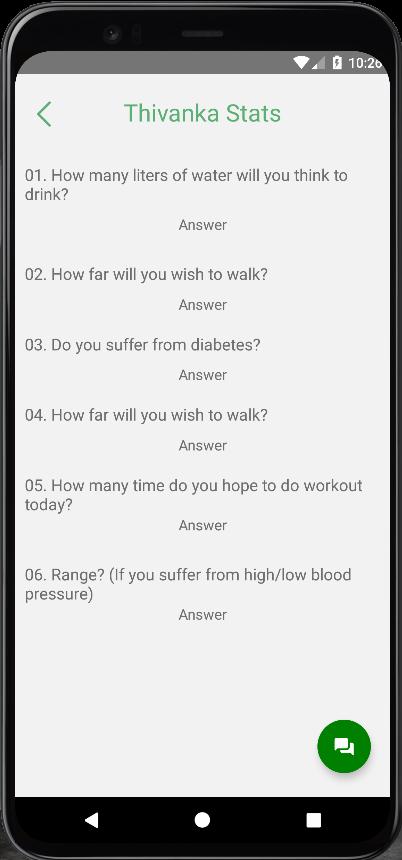 10:26
Thivanka Stats
01. How many liters of water will you think to
drink?
Answer
02. How far will you wish to walk?
Answer
03. Do you suffer from diabetes?
Answer
04. How far will you wish to walk?
Answer
05. How many time do you hope to do workout
today?
Answer
06. Range? (If you suffer from high/low blood
pressure)
Answer